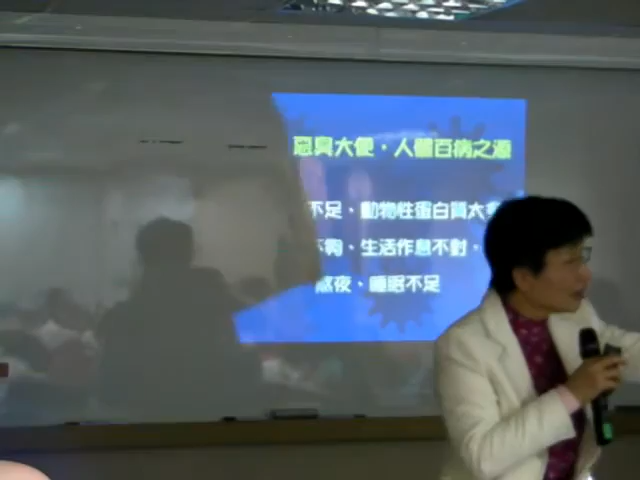 惡臭大便，人體百病之源
不足、動物性蛋白質太
不夠、生活作息不對，
熬夜、睡眠不足